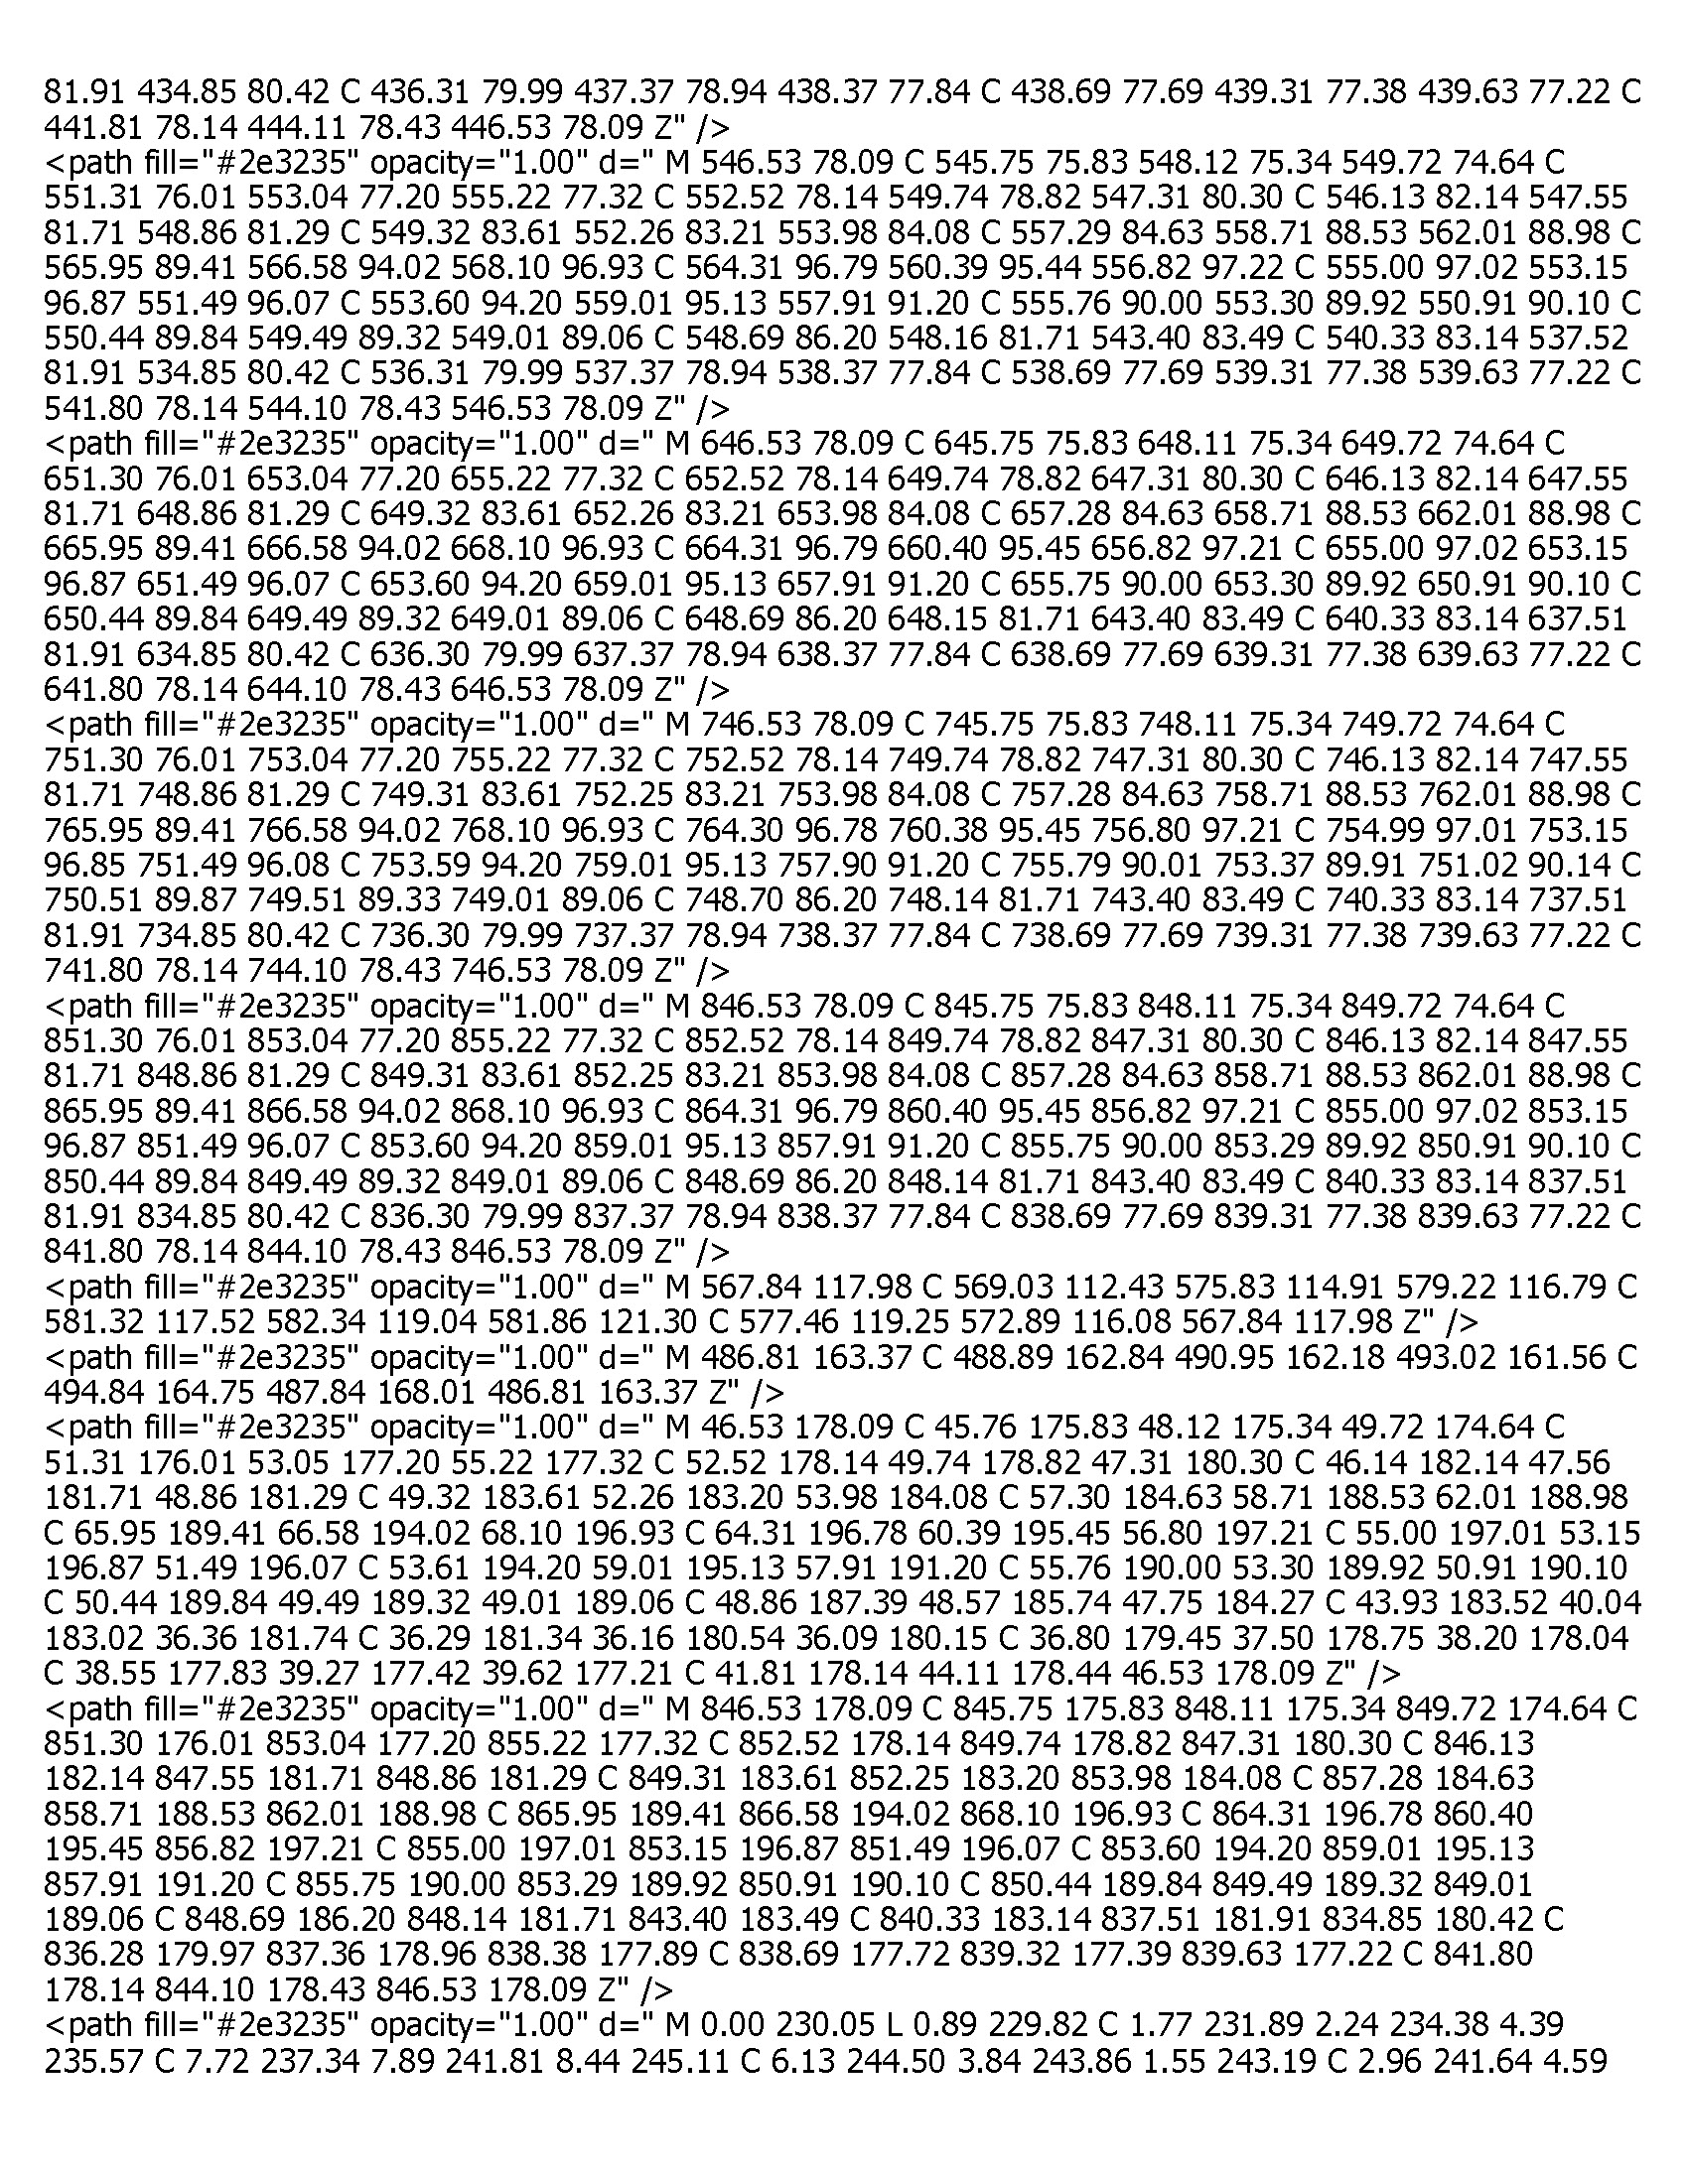 81.91 434.85 80.42 C 436.31 79.99 437.37 78.94 438.37 77.84 C 438.69 77.69 439.31 77.38 439.63 77.22 C
441.81 78.14 444.11 78.43 446.53 78.09 Z" />
<path fill="#2e3235" opacity="1.00" d=" M 546.53 78.09 C 545.75 75.83 548.12 75.34 549.72 74.64 C
551.31 76.01 553.04 77.20 555.22 77.32 C 552.52 78.14 549.74 78.82 547.31 80.30 C 546.13 82.14 547.55
81.71 548.86 81.29 C 549.32 83.61 552.26 83.21 553.98 84.08 C 557.29 84.63 558.71 88.53 562.01 88.98 C
565.95 89.41 566.58 94.02 568.10 96.93 C 564.31 96.79 560.39 95.44 556.82 97.22 C 555.00 97.02 553.15
96.87 551.49 96.07 C 553.60 94.20 559.01 95.13 557.91 91.20 C 555.76 90.00 553.30 89.92 550.91 90.10 C
550.44 89.84 549.49 89.32 549.01 89.06 C 548.69 86.20 548.16 81.71 543.40 83.49 C 540.33 83.14 537.52
81.91 534.85 80.42 C 536.31 79.99 537.37 78.94 538.37 77.84 C 538.69 77.69 539.31 77.38 539.63 77.22 C
541.80 78.14 544.10 78.43 546.53 78.09 Z" />
<path fill="#2e3235" opacity="1.00" d=" M 646.53 78.09 C 645.75 75.83 648.11 75.34 649.72 74.64 C
651.30 76.01 653.04 77.20 655.22 77.32 C 652.52 78.14 649.74 78.82 647.31 80.30 C 646.13 82.14 647.55
81.71 648.86 81.29 C 649.32 83.61 652.26 83.21 653.98 84.08 C 657.28 84.63 658.71 88.53 662.01 88.98 C
665.95 89.41 666.58 94.02 668.10 96.93 C 664.31 96.79 660.40 95.45 656.82 97.21 C 655.00 97.02 653.15
96.87 651.49 96.07 C 653.60 94.20 659.01 95.13 657.91 91.20 C 655.75 90.00 653.30 89.92 650.91 90.10 C
650.44 89.84 649.49 89.32 649.01 89.06 C 648.69 86.20 648.15 81.71 643.40 83.49 C 640.33 83.14 637.51
81.91 634.85 80.42 C 636.30 79.99 637.37 78.94 638.37 77.84 C 638.69 77.69 639.31 77.38 639.63 77.22 C
641.80 78.14 644.10 78.43 646.53 78.09 Z" />
<path fill="#2e3235" opacity="1.00" d=" M 746.53 78.09 C 745.75 75.83 748.11 75.34 749.72 74.64 C
751.30 76.01 753.04 77.20 755.22 77.32 C 752.52 78.14 749.74 78.82 747.31 80.30 C 746.13 82.14 747.55
81.71 748.86 81.29 C 749.31 83.61 752.25 83.21 753.98 84.08 C 757.28 84.63 758.71 88.53 762.01 88.98 C
765.95 89.41 766.58 94.02 768.10 96.93 C 764.30 96.78 760.38 95.45 756.80 97.21 C 754.99 97.01 753.15
96.85 751.49 96.08 C 753.59 94.20 759.01 95.13 757.90 91.20 C 755.79 90.01 753.37 89.91 751.02 90.14 C
750.51 89.87 749.51 89.33 749.01 89.06 C 748.70 86.20 748.14 81.71 743.40 83.49 C 740.33 83.14 737.51
81.91 734.85 80.42 C 736.30 79.99 737.37 78.94 738.37 77.84 C 738.69 77.69 739.31 77.38 739.63 77.22 C
741.80 78.14 744.10 78.43 746.53 78.09 Z" />
<path fill="#2e3235" opacity="1.00" d=" M 846.53 78.09 C 845.75 75.83 848.11 75.34 849.72 74.64 C
851.30 76.01 853.04 77.20 855.22 77.32 C 852.52 78.14 849.74 78.82 847.31 80.30 C 846.13 82.14 847.55
81.71 848.86 81.29 C 849.31 83.61 852.25 83.21 853.98 84.08 C 857.28 84.63 858.71 88.53 862.01 88.98 C
865.95 89.41 866.58 94.02 868.10 96.93 C 864.31 96.79 860.40 95.45 856.82 97.21 C 855.00 97.02 853.15
96.87 851.49 96.07 C 853.60 94.20 859.01 95.13 857.91 91.20 C 855.75 90.00 853.29 89.92 850.91 90.10 C
850.44 89.84 849.49 89.32 849.01 89.06 C 848.69 86.20 848.14 81.71 843.40 83.49 C 840.33 83.14 837.51
81.91 834.85 80.42 C 836.30 79.99 837.37 78.94 838.37 77.84 C 838.69 77.69 839.31 77.38 839.63 77.22 C
841.80 78.14 844.10 78.43 846.53 78.09 Z" />
<path fill="#2e3235" opacity="1.00" d=" M 567.84 117.98 C 569.03 112.43 575.83 114.91 579.22 116.79 C
581.32 117.52 582.34 119.04 581.86 121.30 C 577.46 119.25 572.89 116.08 567.84 117.98 Z" />
<path fill="#2e3235" opacity="1.00" d=" M 486.81 163.37 C 488.89 162.84 490.95 162.18 493.02 161.56 C
494.84 164.75 487.84 168.01 486.81 163.37 Z" />
<path fill="#2e3235" opacity="1.00" d=" M 46.53 178.09 C 45.76 175.83 48.12 175.34 49.72 174.64 C
51.31 176.01 53.05 177.20 55.22 177.32 C 52.52 178.14 49.74 178.82 47.31 180.30 C 46.14 182.14 47.56
181.71 48.86 181.29 C 49.32 183.61 52.26 183.20 53.98 184.08 C 57.30 184.63 58.71 188.53 62.01 188.98
C 65.95 189.41 66.58 194.02 68.10 196.93 C 64.31 196.78 60.39 195.45 56.80 197.21 C 55.00 197.01 53.15
196.87 51.49 196.07 C 53.61 194.20 59.01 195.13 57.91 191.20 C 55.76 190.00 53.30 189.92 50.91 190.10
C 50.44 189.84 49.49 189.32 49.01 189.06 C 48.86 187.39 48.57 185.74 47.75 184.27 C 43.93 183.52 40.04
183.02 36.36 181.74 C 36.29 181.34 36.16 180.54 36.09 180.15 C 36.80 179.45 37.50 178.75 38.20 178.04
C 38.55 177.83 39.27 177.42 39.62 177.21 C 41.81 178.14 44.11 178.44 46.53 178.09 Z" />
<path fill="#2e3235" opacity="1.00" d=" M 846.53 178.09 C 845.75 175.83 848.11 175.34 849.72 174.64 C
851.30 176.01 853.04 177.20 855.22 177.32 C 852.52 178.14 849.74 178.82 847.31 180.30 C 846.13
182.14 847.55 181.71 848.86 181.29 C 849.31 183.61 852.25 183.20 853.98 184.08 C 857.28 184.63
858.71 188.53 862.01 188.98 C 865.95 189.41 866.58 194.02 868.10 196.93 C 864.31 196.78 860.40
195.45 856.82 197.21 C 855.00 197.01 853.15 196.87 851.49 196.07 C 853.60 194.20 859.01 195.13
857.91 191.20 C 855.75 190.00 853.29 189.92 850.91 190.10 C 850.44 189.84 849.49 189.32 849.01
189.06 C 848.69 186.20 848.14 181.71 843.40 183.49 C 840.33 183.14 837.51 181.91 834.85 180.42 C
836.28 179.97 837.36 178.96 838.38 177.89 C 838.69 177.72 839.32 177.39 839.63 177.22 C 841.80
178.14 844.10 178.43 846.53 178.09 Z" />
<path fill="#2e3235" opacity="1.00" d=" M 0.00 230.05 L 0.89 229.82 C 1.77 231.89 2.24 234.38 4.39
235.57 C 7.72 237.34 7.89 241.81 8.44 245.11 C 6.13 244.50 3.84 243.86 1.55 243.19 C 2.96 241.64 4.59